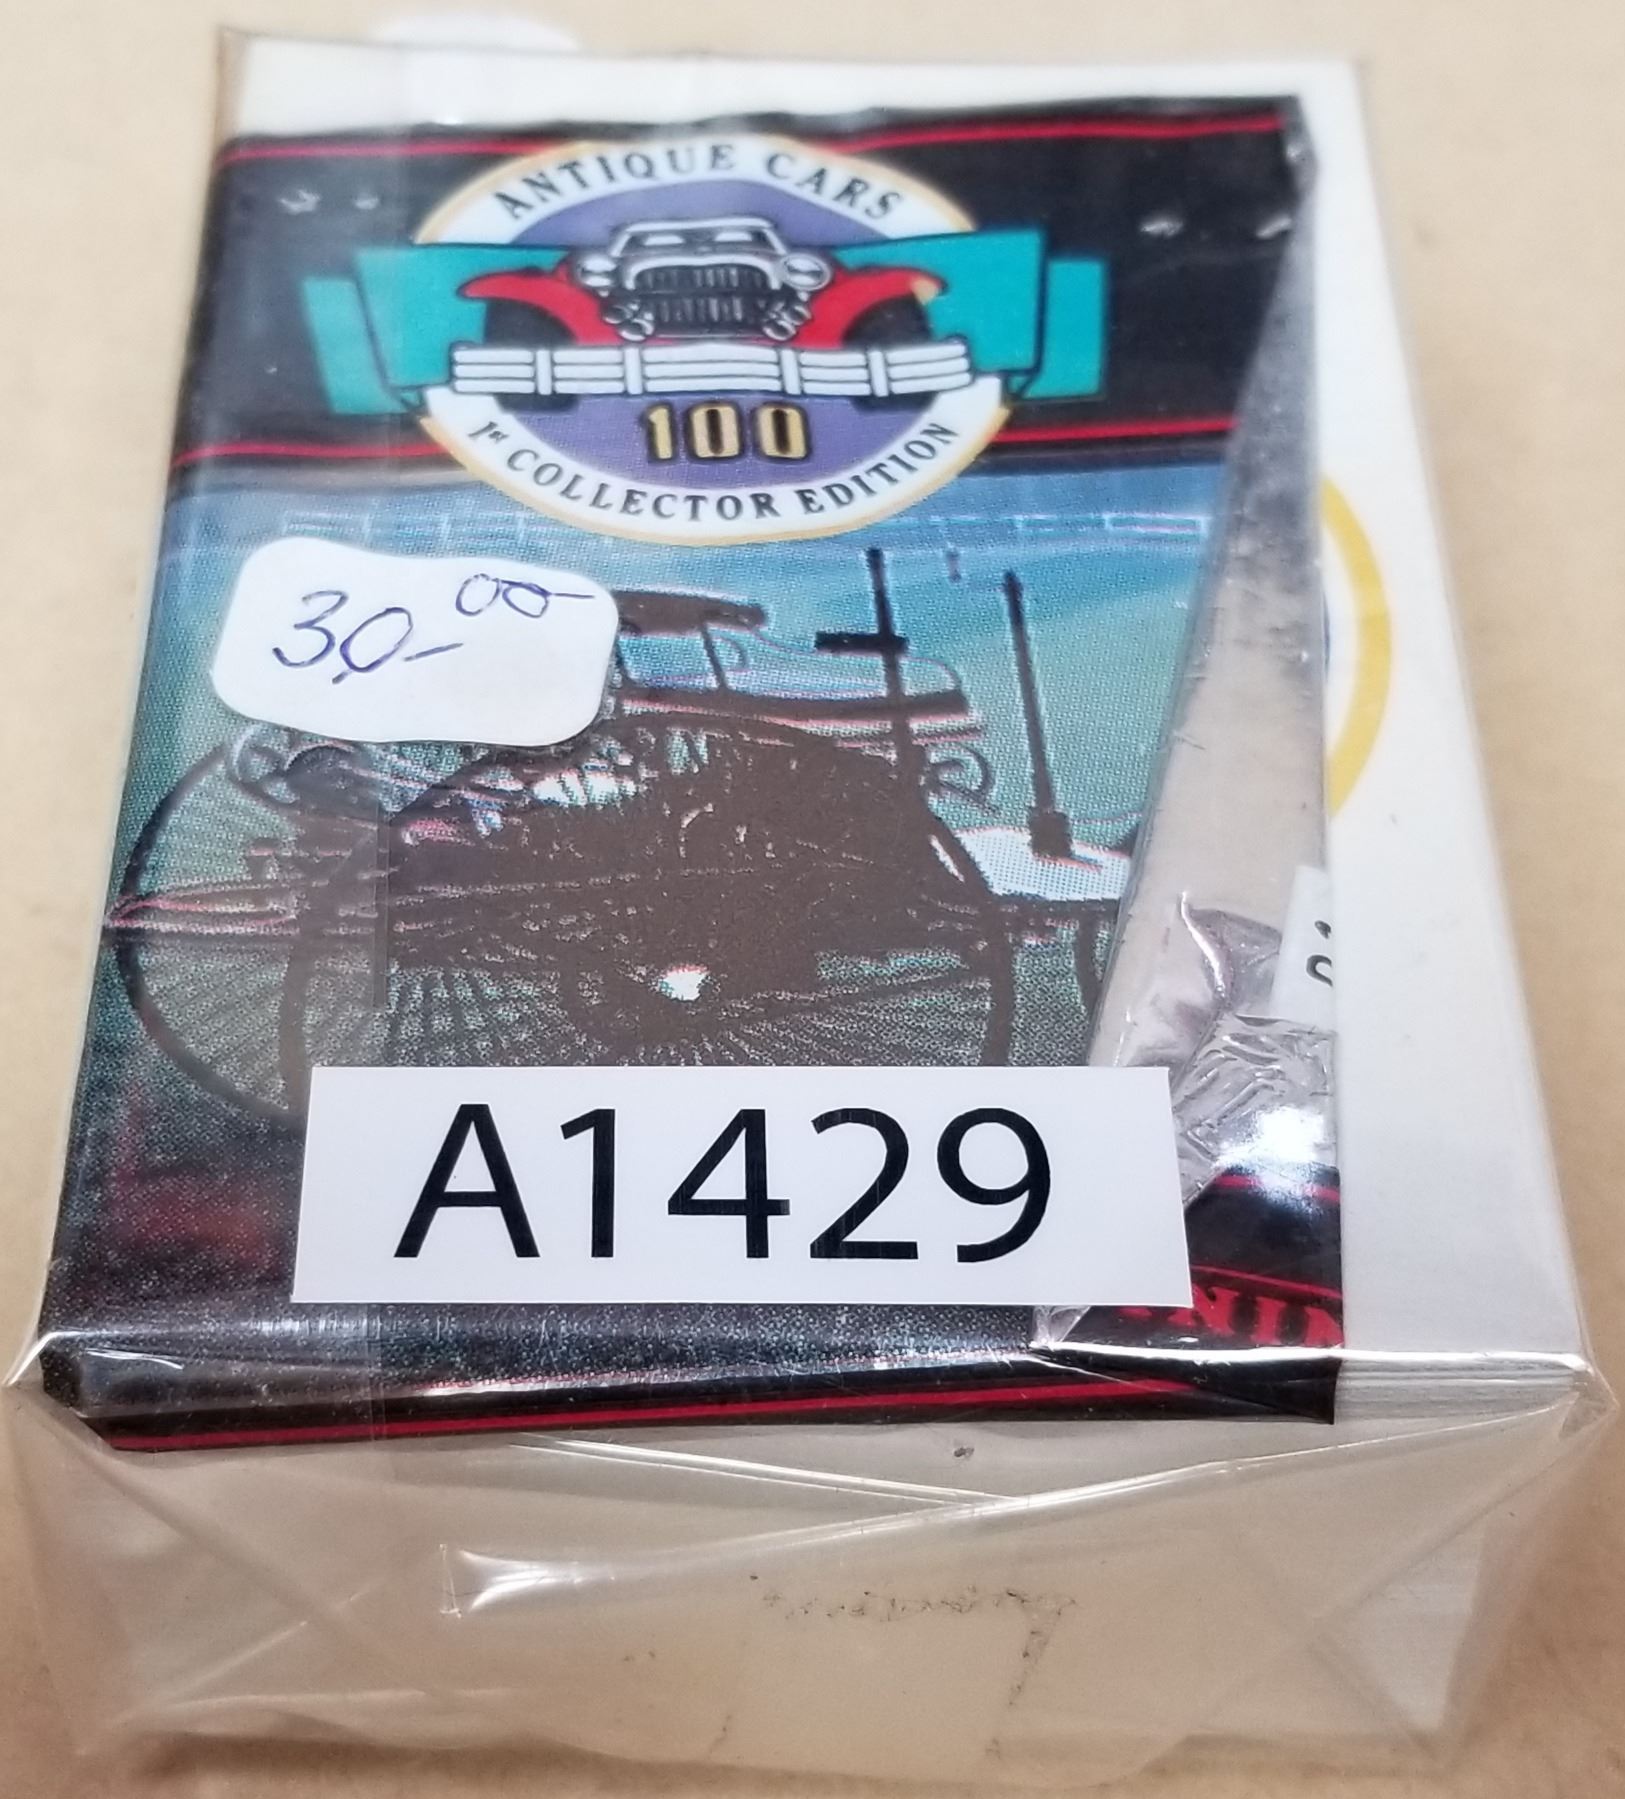 ANTIQUE CARS
100
1st COLLECTOR EDITION
30,-00
A1429